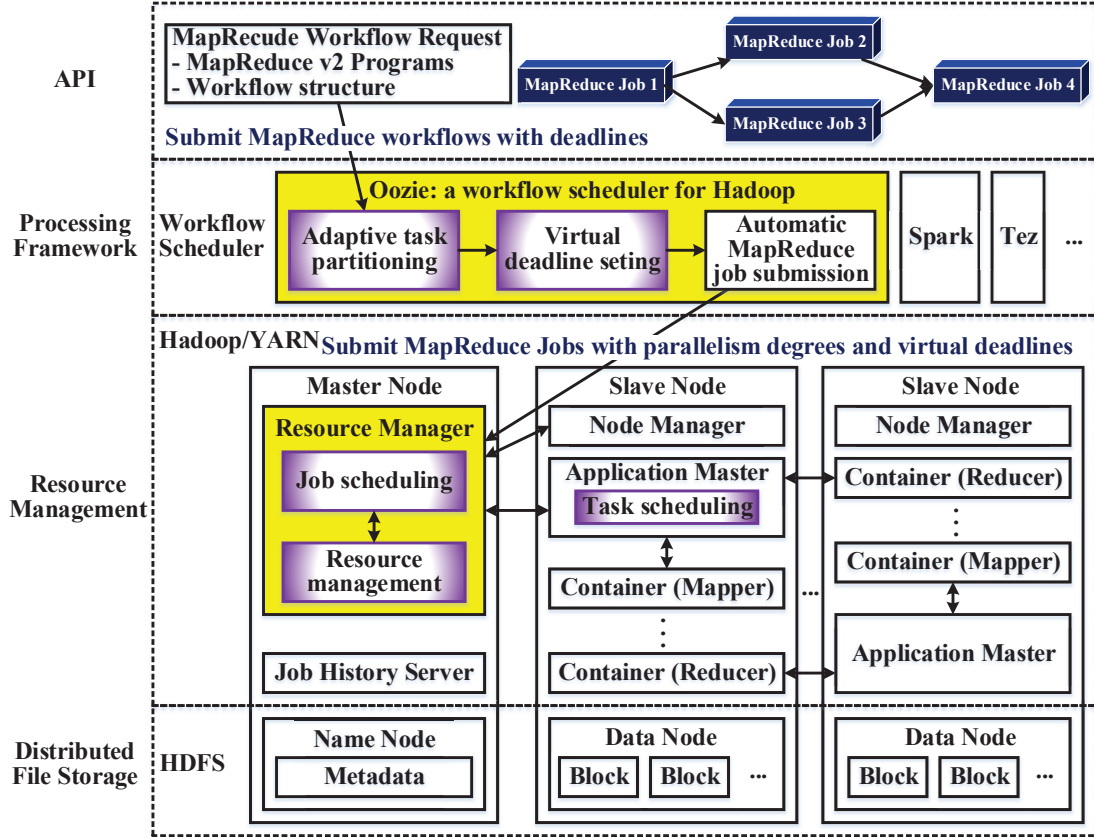 API
MapRecude Workflow Request
- MapReduce v2 Programs
- Workflow structure
MapReduce Job 1
MapReduce Job 2
MapReduce Job 3
MapReduce Job 4
Submit MapReduce workflows with deadlines
Processing
Framework
Workflow
Scheduler
Oozie: a workflow scheduler for Hadoop
Adaptive task
partitioning
Virtual
deadline seting
Automatic
MapReduce
job submission
Spark
Tez
...
Resource
Management
Hadoop/YARN
Submit MapReduce Jobs with parallelism degrees and virtual deadlines
Master Node
Resource Manager
Job scheduling
Resource
management
Job History Server
Slave Node
Node Manager
Application Master
Task scheduling
Container (Mapper)
...
Container (Reducer)
...
Slave Node
Node Manager
Container (Reducer)
...
Container (Mapper)
Application Master
Distributed
File Storage
HDFS
Name Node
Metadata
Data Node
Block
Block
...
Data Node
Block
Block
...